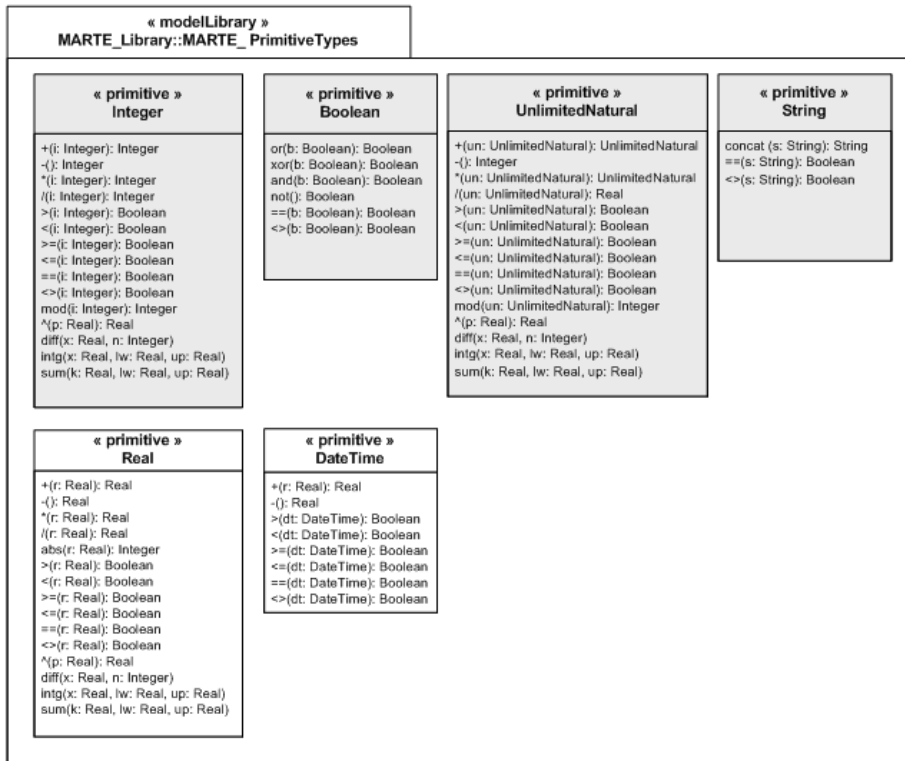 « modelLibrary »
MARTE_Library::MARTE_ PrimitiveTypes
« primitive »
Integer
+(i: Integer): Integer
-(): Integer
*(i: Integer): Integer
/(i: Integer): Integer
>(i: Integer): Boolean
<(i: Integer): Boolean
>=(i: Integer): Boolean
<=(i: Integer): Boolean
==(i: Integer): Boolean
<>(i: Integer): Boolean
mod(i: Integer): Integer
^(p: Real): Real
diff(x: Real, n: Integer)
intg(x: Real, lw: Real, up: Real)
sum(k: Real, lw: Real, up: Real)
« primitive »
Boolean
or(b: Boolean): Boolean
xor(b: Boolean): Boolean
and(b: Boolean): Boolean
not(): Boolean
==(b: Boolean): Boolean
<>(b: Boolean): Boolean
« primitive »
UnlimitedNatural
+(un: UnlimitedNatural): UnlimitedNatural
-(): Integer
*(un: UnlimitedNatural): UnlimitedNatural
/(un: UnlimitedNatural): Real
>(un: UnlimitedNatural): Boolean
<(un: UnlimitedNatural): Boolean
>=(un: UnlimitedNatural): Boolean
<=(un: UnlimitedNatural): Boolean
==(un: UnlimitedNatural): Boolean
<>(un: UnlimitedNatural): Boolean
mod(un: UnlimitedNatural): Integer
^(p: Real): Real
diff(x: Real, n: Integer)
intg(x: Real, lw: Real, up: Real)
sum(k: Real, lw: Real, up: Real)
« primitive »
String
concat (s: String): String
==(s: String): Boolean
<>(s: String): Boolean
« primitive »
Real
+(r: Real): Real
-(): Real
*(r: Real): Real
/(r: Real): Real
abs(r: Real): Integer
>(r: Real): Boolean
<(r: Real): Boolean
>=(r: Real): Boolean
<=(r: Real): Boolean
==(r: Real): Boolean
<>(r: Real): Boolean
^(p: Real): Real
diff(x: Real, n: Integer)
intg(x: Real, lw: Real, up: Real)
sum(k: Real, lw: Real, up: Real)
« primitive »
DateTime
+(r: Real): Real
-(): Real
>(dt: DateTime): Boolean
<(dt: DateTime): Boolean
>=(dt: DateTime): Boolean
<=(dt: DateTime): Boolean
==(dt: DateTime): Boolean
<>(dt: DateTime): Boolean